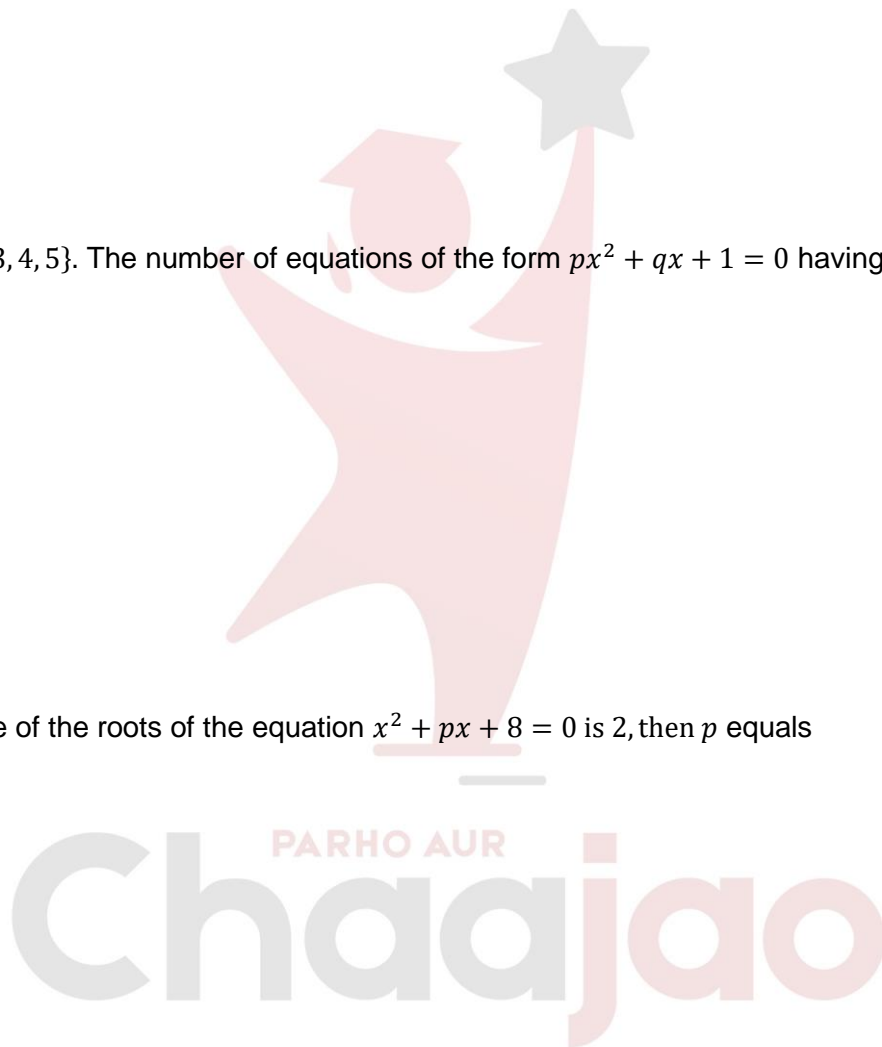 3, 4, 5}. The number of equations of the form 𝑝𝑥² + 𝑞𝑥 + 1 = 0 having
of the roots of the equation 𝑥² + 𝑝𝑥 + 8 = 0 is 2, then 𝑝 equals
PARHO AUR
Chaajao